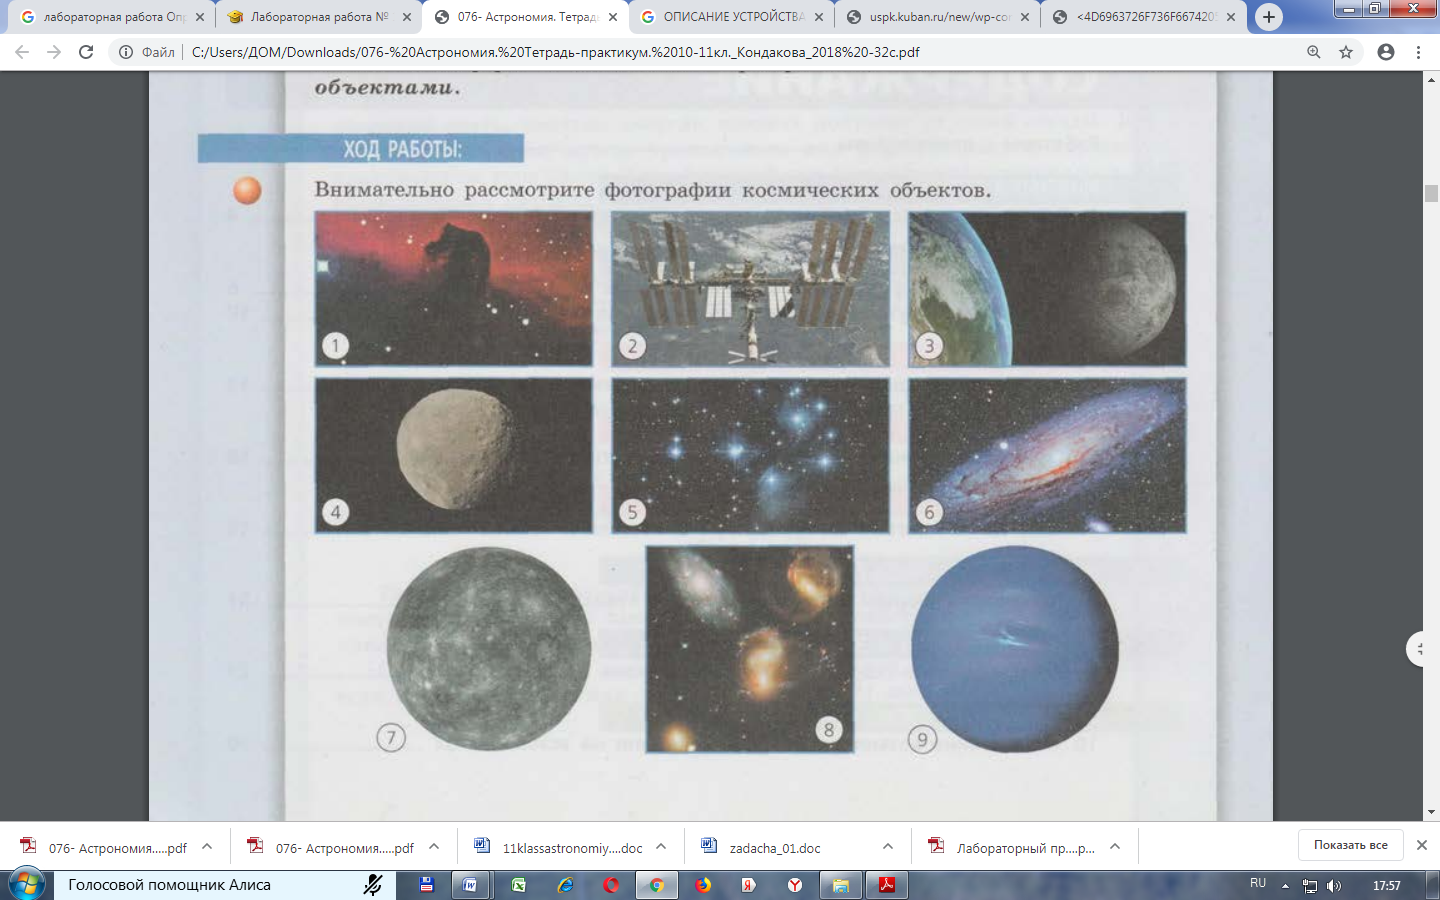 лабораторная работа Опр
Лабораторная работа №
076- Астрономия. Тетрад
ОПИСАНИЕ УСТРОЙСТВА
uspk.kuban.ru/new/wp-con
<4D6963726F736F667420
Файл
C:/Users/ДОМ/Downloads/076-%20Астрономия.%20Тетрадь-практикум.%2010-11кл._Кондакова_2018%20-32с.pdf
объектами.
ХОД РАБОТЫ:
Внимательно рассмотрите фотографии космических объектов.
1
2
3
4
5
6
7
8
9
076- Астрономия.....pdf
076- Астрономия.....pdf
11klassastronomiy....doc
zadacha_01.doc
Лабораторный пр....p...
Показать все
Голосовой помощник Алиса
RU
17:57